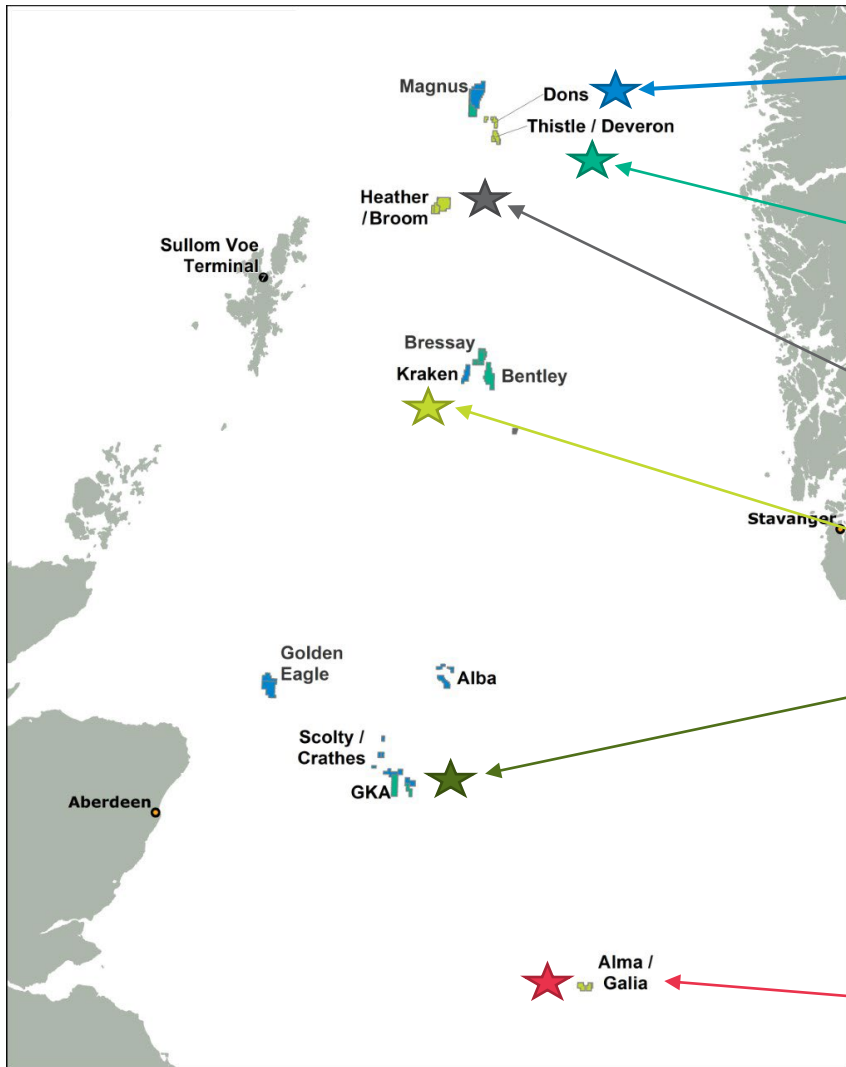 Magnus
Dons
Thistle / Deveron
Heather
/Broom
Sullom Voe
Terminal
7
Bressay
Kraken
Bentley
Stavanger
Golden
Eagle
Alba
Scolty /
Crathes
GKA
Aberdeen
Alma /
Galia